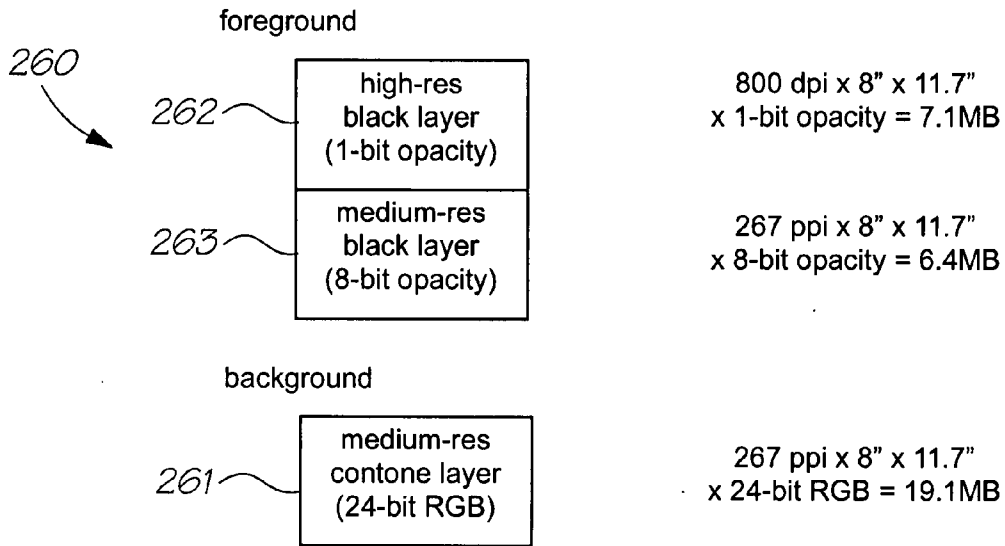 foreground
260
262
high-res
black layer
(1-bit opacity)
800 dpi x 8” x 11.7”
x 1-bit opacity = 7.1MB
263
medium-res
black layer
(8-bit opacity)
267 ppi x 8” x 11.7”
x 8-bit opacity = 6.4MB
background
261
medium-res
contone layer
(24-bit RGB)
267 ppi x 8” x 11.7”
x 24-bit RGB = 19.1MB